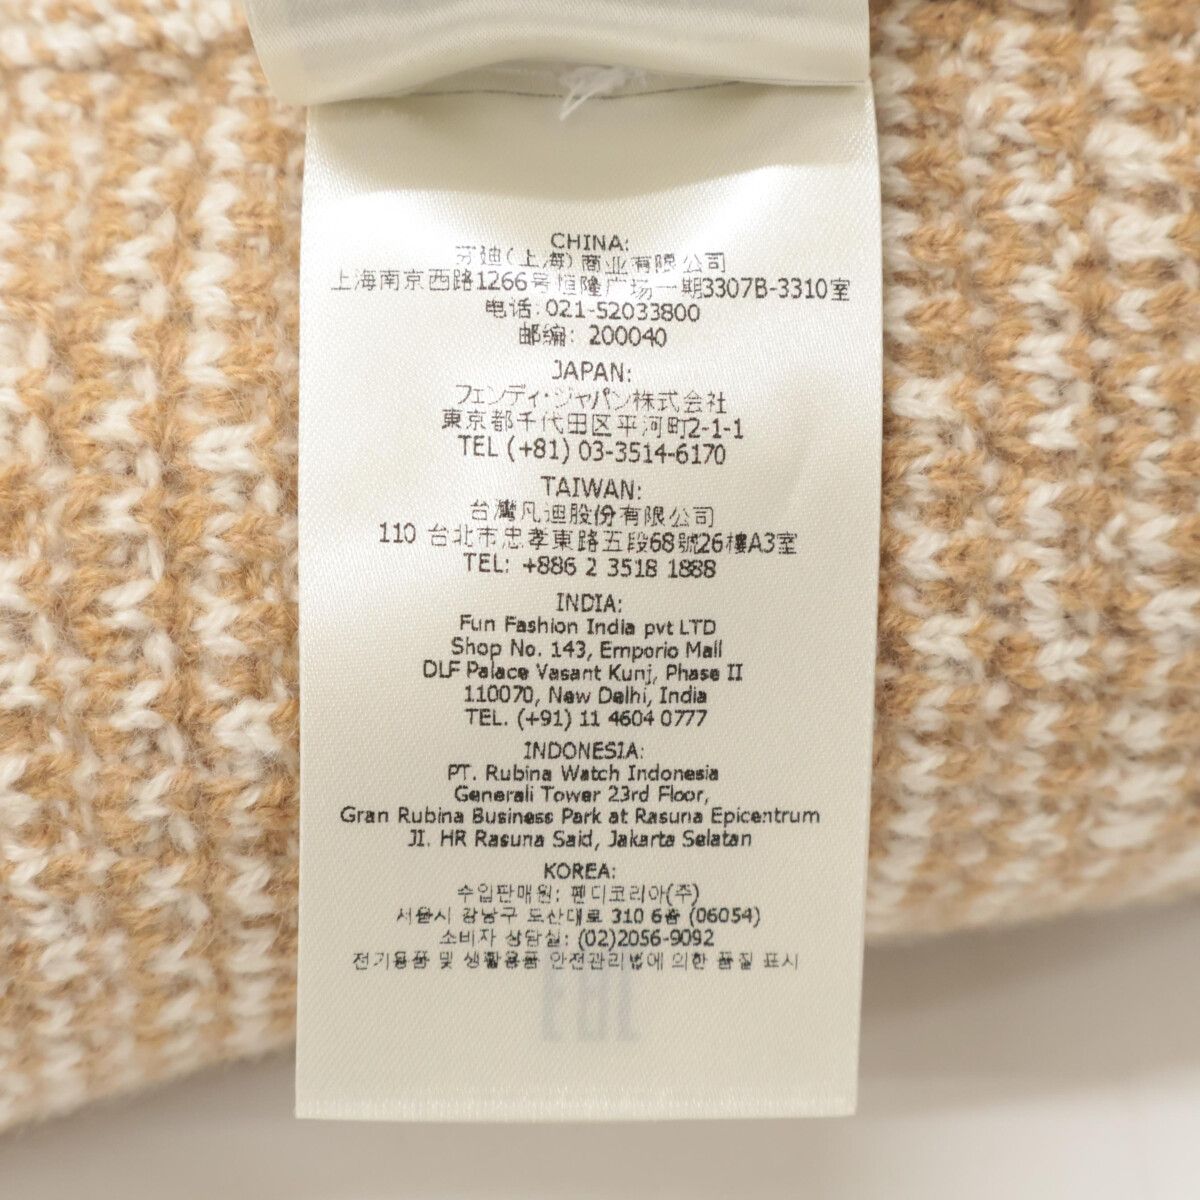 CHINA:
芬迪(上海)商业有限公司
上海南京西路1266号恒隆广场一期3307B-3310室
电话:021-52033800
邮编: 200040
JAPAN:
フェンディ・ジャパン株式会社
東京都千代田区平河町2-1-1
TEL (+81) 03-3514-6170
TAIWAN:
台灣凡迪股份有限公司
110 台北市忠孝東路五段68號26樓A3室
TEL: +886 2 3518 1888
INDIA:
Fun Fashion India pvt LTD
Shop No. 143, Emporio Mall
DLF Palace Vasant Kunj, Phase II
110070, New Delhi, India
TEL. (+91) 11 4604 0777
INDONESIA:
PT. Rubina Watch Indonesia
Generali Tower 23rd Floor,
Gran Rubina Business Park at Rasuna Epicentrum
Jl. HR Rasuna Said, Jakarta Selatan
KOREA:
수입판매원: 펜디코리아(주)
서울시 강남구 도산대로 310 6층 (06054)
소비자 상담실: (02)2056-9092
전기용품 및 생활용품 안전관리법에 의한 품질 표시